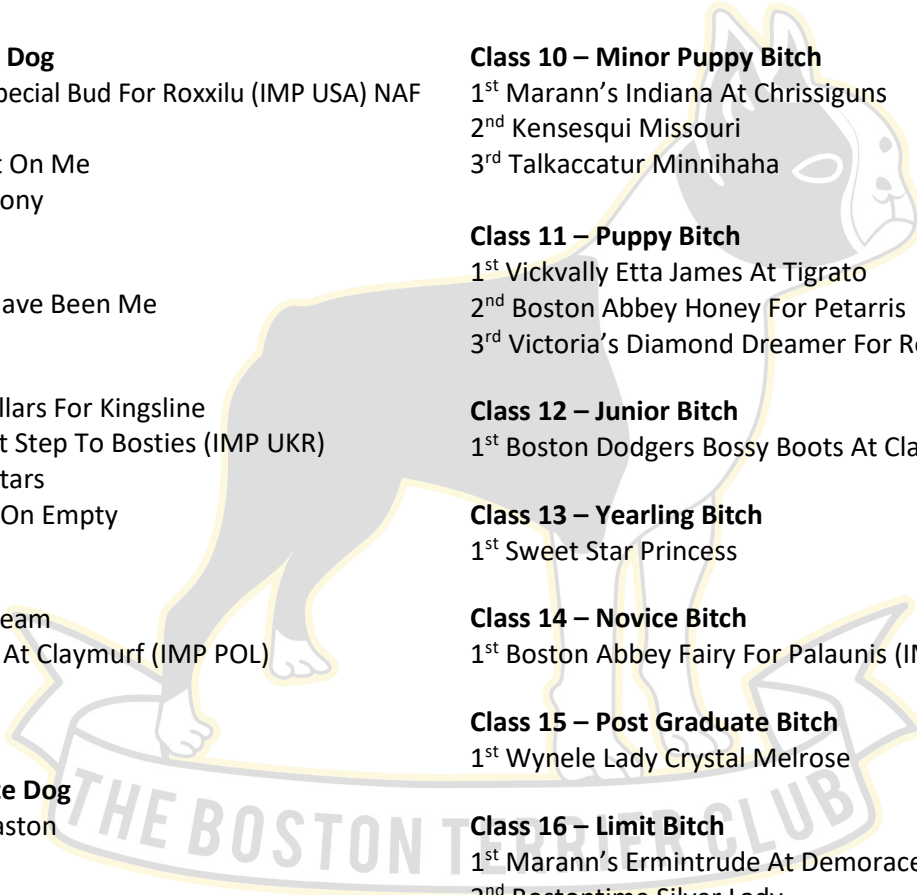 Dog
pecial Bud For Roxxilu (IMP USA) NAF
t On Me
ony
ave Been Me
llars For Kingsline
t Step To Bosties (IMP UKR)
tars
On Empty
eam
At Claymurf (IMP POL)
te Dog
aston
Class 10 – Minor Puppy Bitch
1st Marann’s Indiana At Chrissiguns
2nd Kensesqui Missouri
3rd Talkaccatur Minnihaha
Class 11 – Puppy Bitch
1st Vickvally Etta James At Tigrato
2nd Boston Abbey Honey For Petarris
3rd Victoria’s Diamond Dreamer For Ro
Class 12 – Junior Bitch
1st Boston Dodgers Bossy Boots At Cla
Class 13 – Yearling Bitch
1st Sweet Star Princess
Class 14 – Novice Bitch
1st Boston Abbey Fairy For Palaunis (IM
Class 15 – Post Graduate Bitch
1st Wynele Lady Crystal Melrose
Class 16 – Limit Bitch
1st Marann’s Ermintrude At Demorace
2nd Bostontime Silver Lady
THE BOSTON TERRIER CLUB